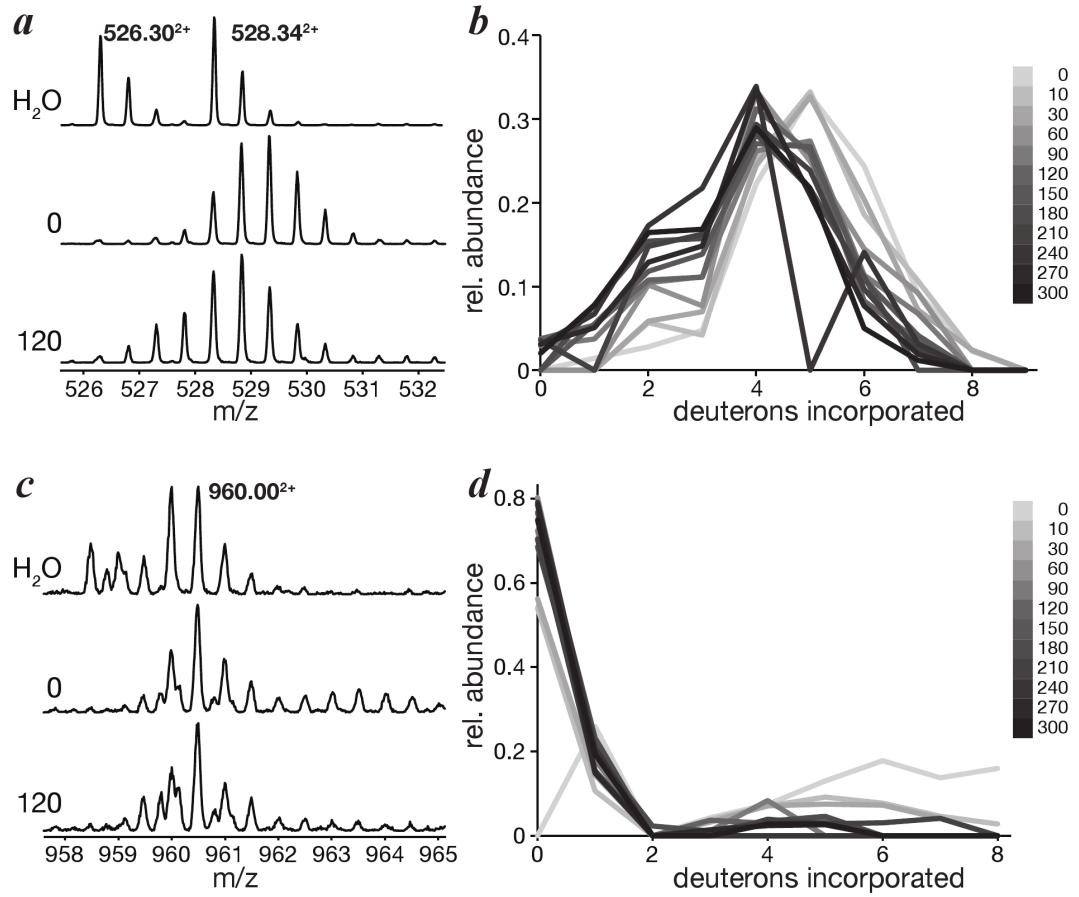 a
526.30²⁺ 528.34²⁺
H₂O
0
120
526 527 528 529 530 531 532
m/z
b
0.4
0.3
0.2
0.1
0
rel. abundance
0 2 4 6 8
deuterons incorporated
0
10
30
60
90
120
150
180
210
240
270
300
c
960.00²⁺
H₂O
0
120
958 959 960 961 962 963 964 965
m/z
d
0.8
0.6
0.4
0.2
0
rel. abundance
0 2 4 6 8
deuterons incorporated
0
10
30
60
90
120
150
180
210
240
270
300